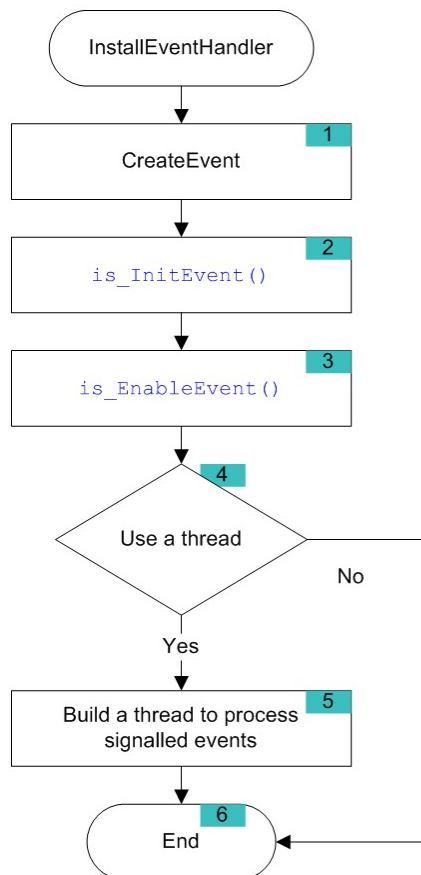 InstallEventHandler
1
CreateEvent
2
is_InitEvent()
3
is_EnableEvent()
4
Use a thread
No
Yes
5
Build a thread to process
signalled events
6
End